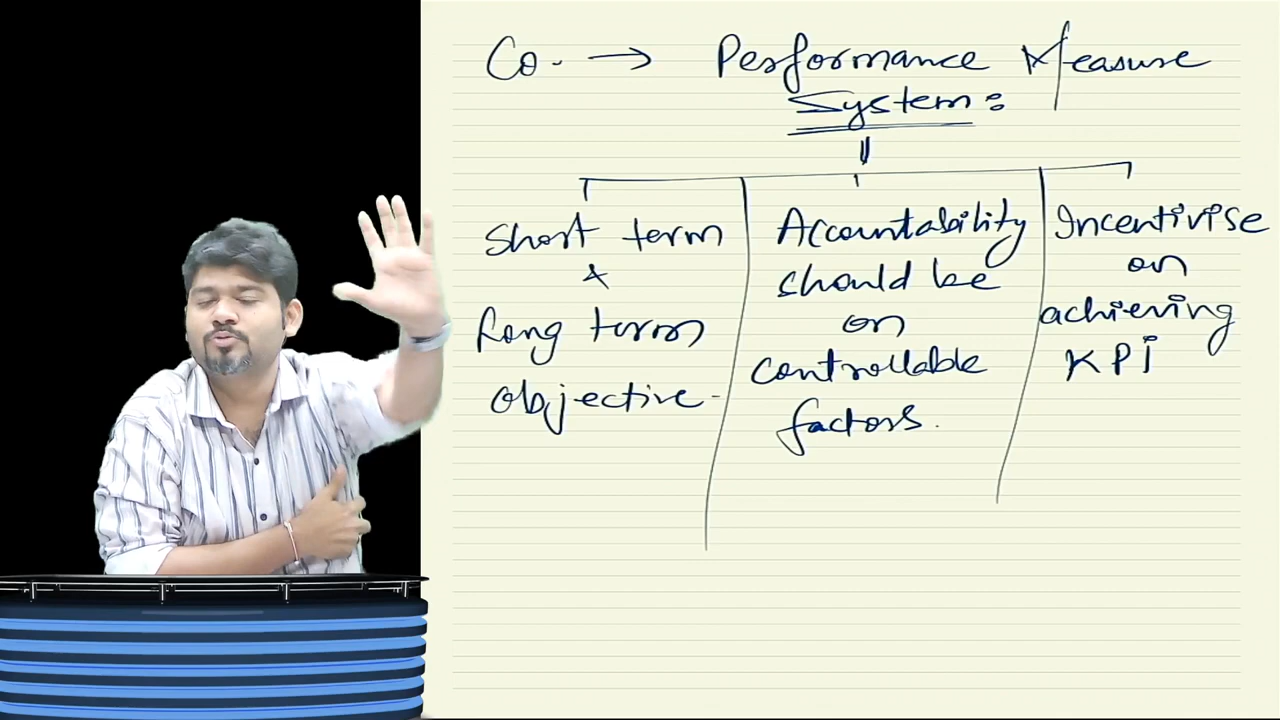 Co. → Performance Measure
System:
Short term
&
Long term
objective.
Accountability
should be
on
controllable
factors.
Incentivise
on
achieving
KPI